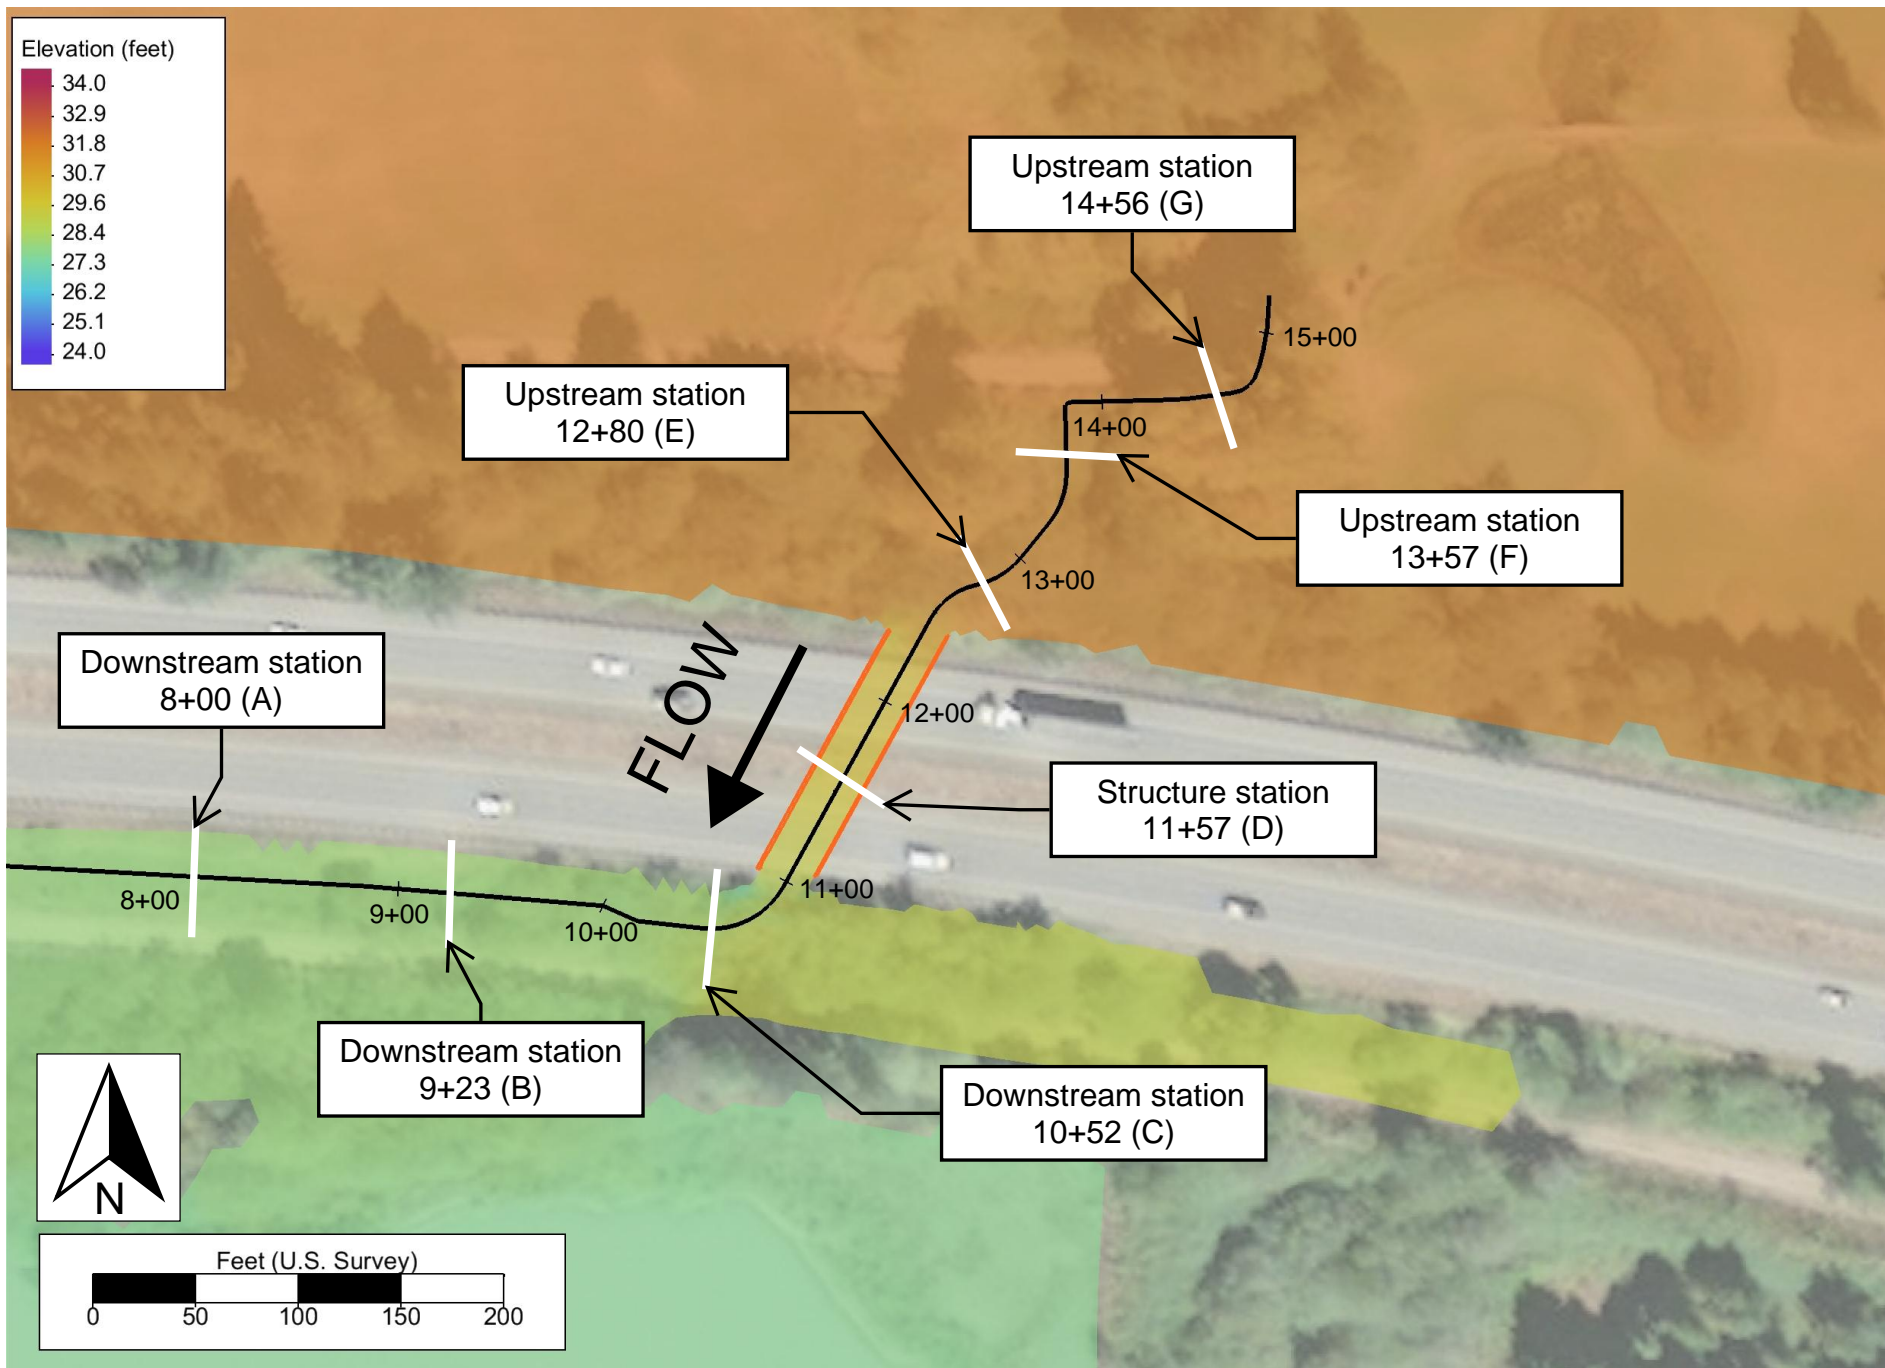 Elevation (feet)
34.0
32.9
31.8
30.7
29.6
28.4
27.3
26.2
25.1
24.0
Upstream station
14+56 (G)
15+00
Upstream station
12+80 (E)
14+00
Upstream station
13+57 (F)
13+00
FLOW
Downstream station
8+00 (A)
12+00
Structure station
11+57 (D)
8+00
9+00
10+00
11+00
Downstream station
9+23 (B)
Downstream station
10+52 (C)
N
Feet (U.S. Survey)
0 50 100 150 200